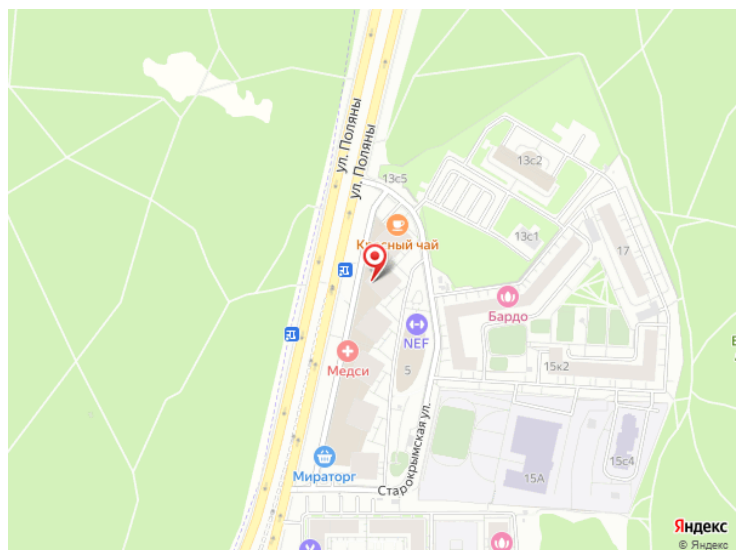 ул. Поляны
ул. Поляны
13с5
13с2
13с1
17
Красный чай
Бардо
NEF
5
Медси
15к2
Старокрымская ул.
Мираторг
15А
15с4
Яндекс
© Яндекс